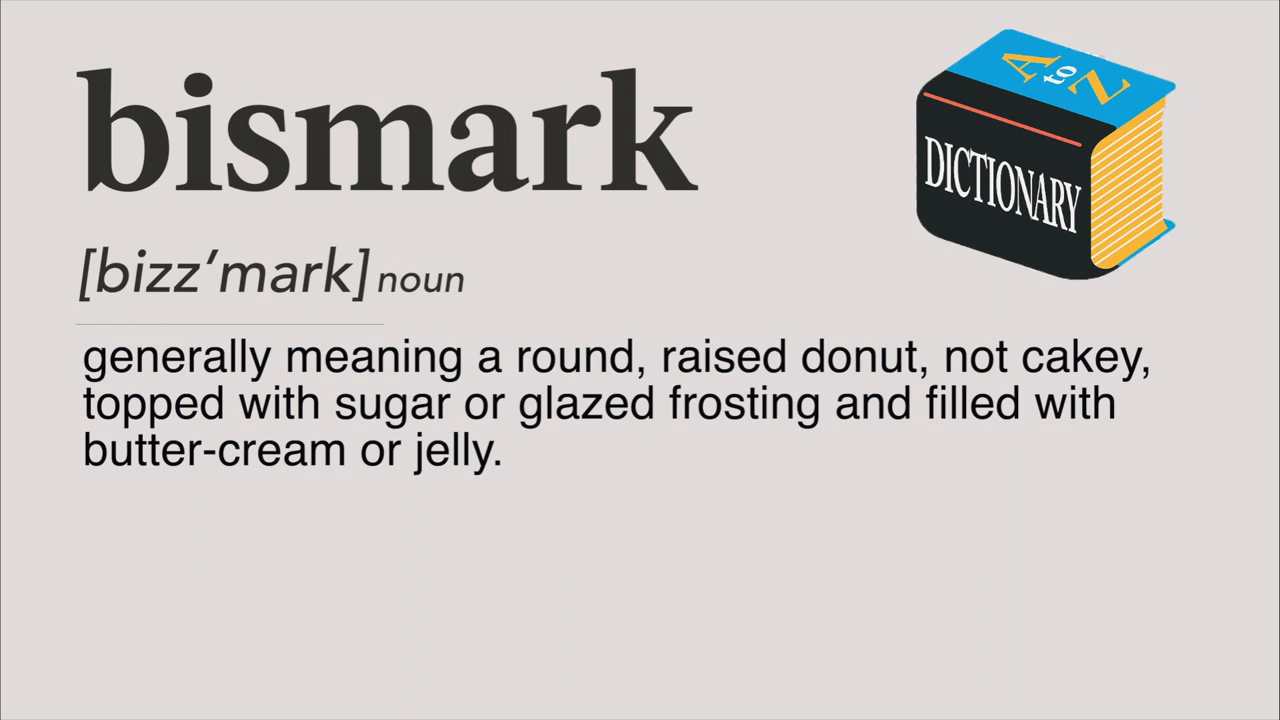 bismark
A to Z
DICTIONARY
[bizz’mark] noun
generally meaning a round, raised donut, not cakey,
topped with sugar or glazed frosting and filled with
butter-cream or jelly.